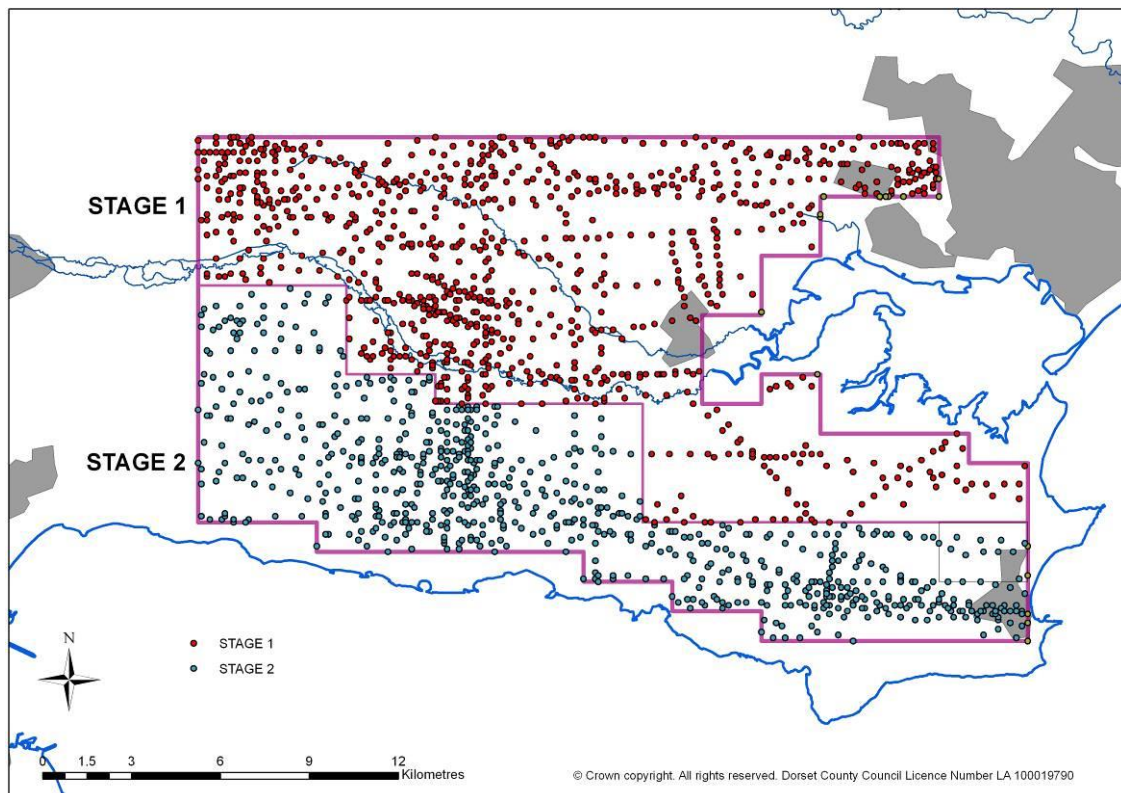 STAGE 1
STAGE 2
N
STAGE 1
STAGE 2
0 1.5 3 6 9 12
Kilometres
© Crown copyright. All rights reserved. Dorset County Council Licence Number LA 100019790